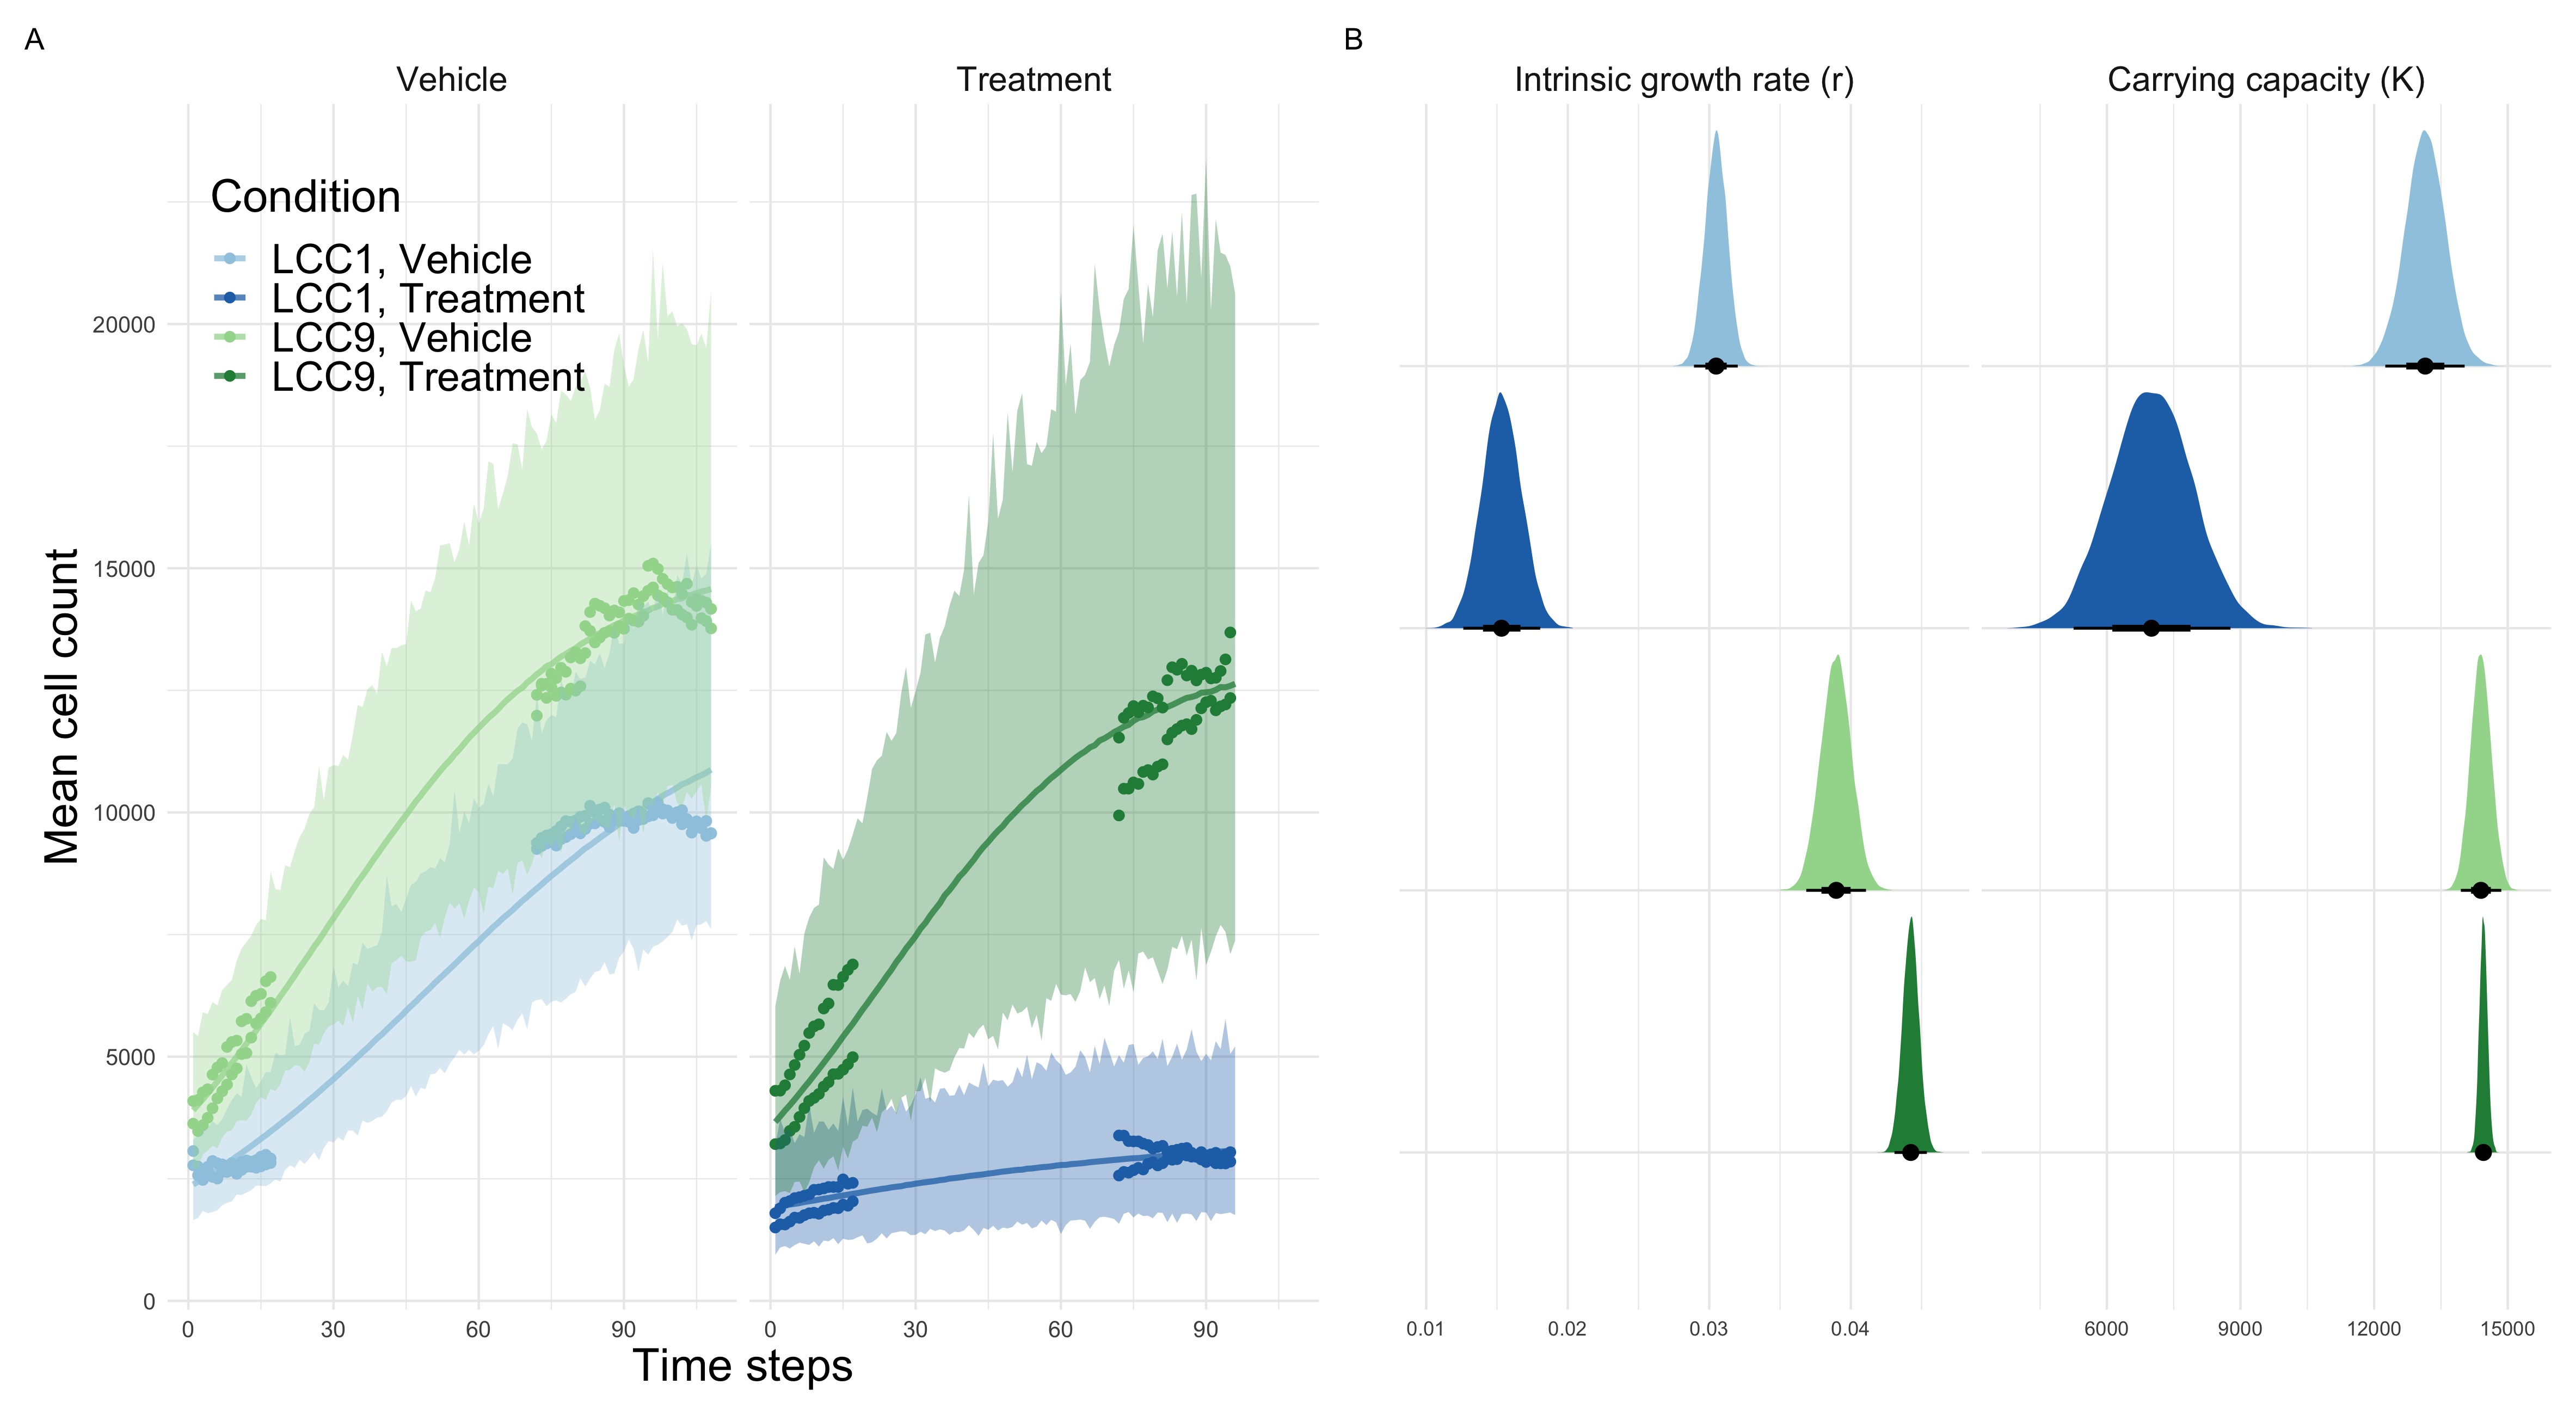 A
B
Vehicle
Treatment
Intrinsic growth rate (r)
Carrying capacity (K)
Condition
LCC1, Vehicle
LCC1, Treatment
LCC9, Vehicle
LCC9, Treatment
Mean cell count
20000
15000
10000
5000
0
0 30 60 90
0 30 60 90
0.01 0.02 0.03 0.04
6000 9000 12000 15000
Time steps